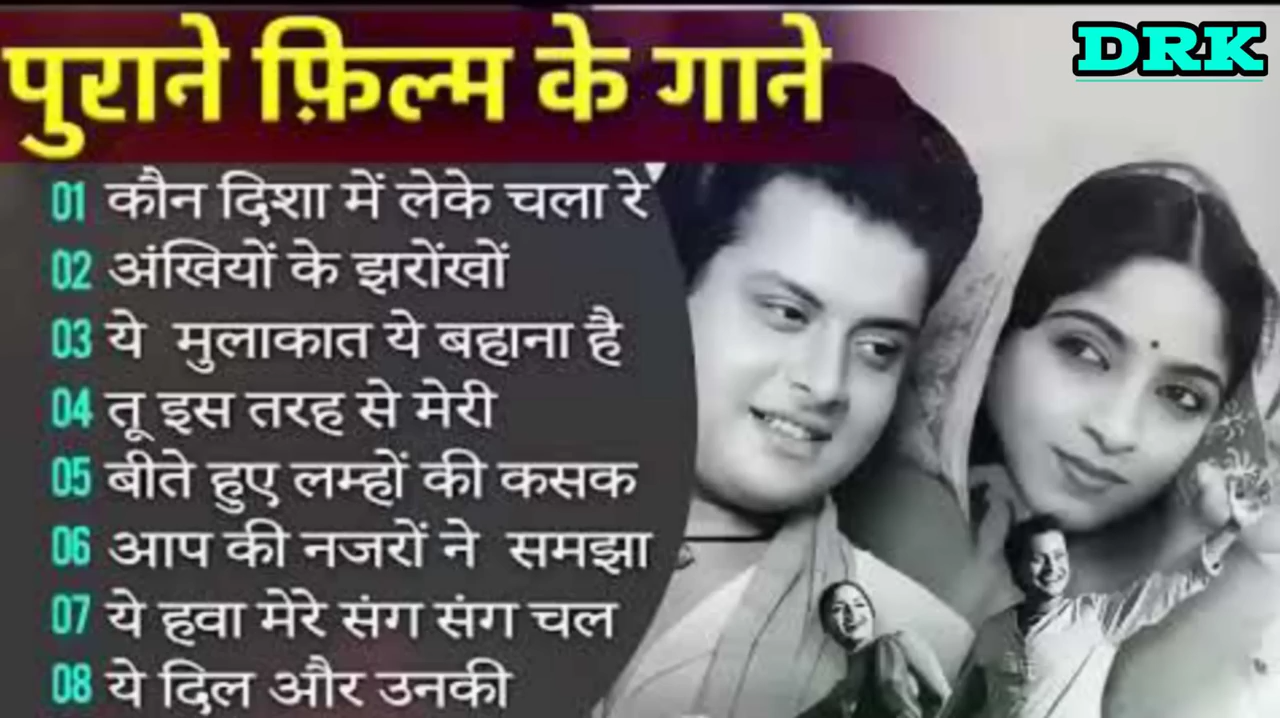 पुराने फ़िल्म के गाने
DRK
01 कौन दिशा में लेके चला रे
02 अंखियों के झरोंखों
03 ये मुलाकात ये बहाना है
04 तू इस तरह से मेरी
05 बीते हुए लम्हों की कसक
06 आप की नजरों ने समझा
07 ये हवा मेरे संग संग चल
08 ये दिल और उनकी